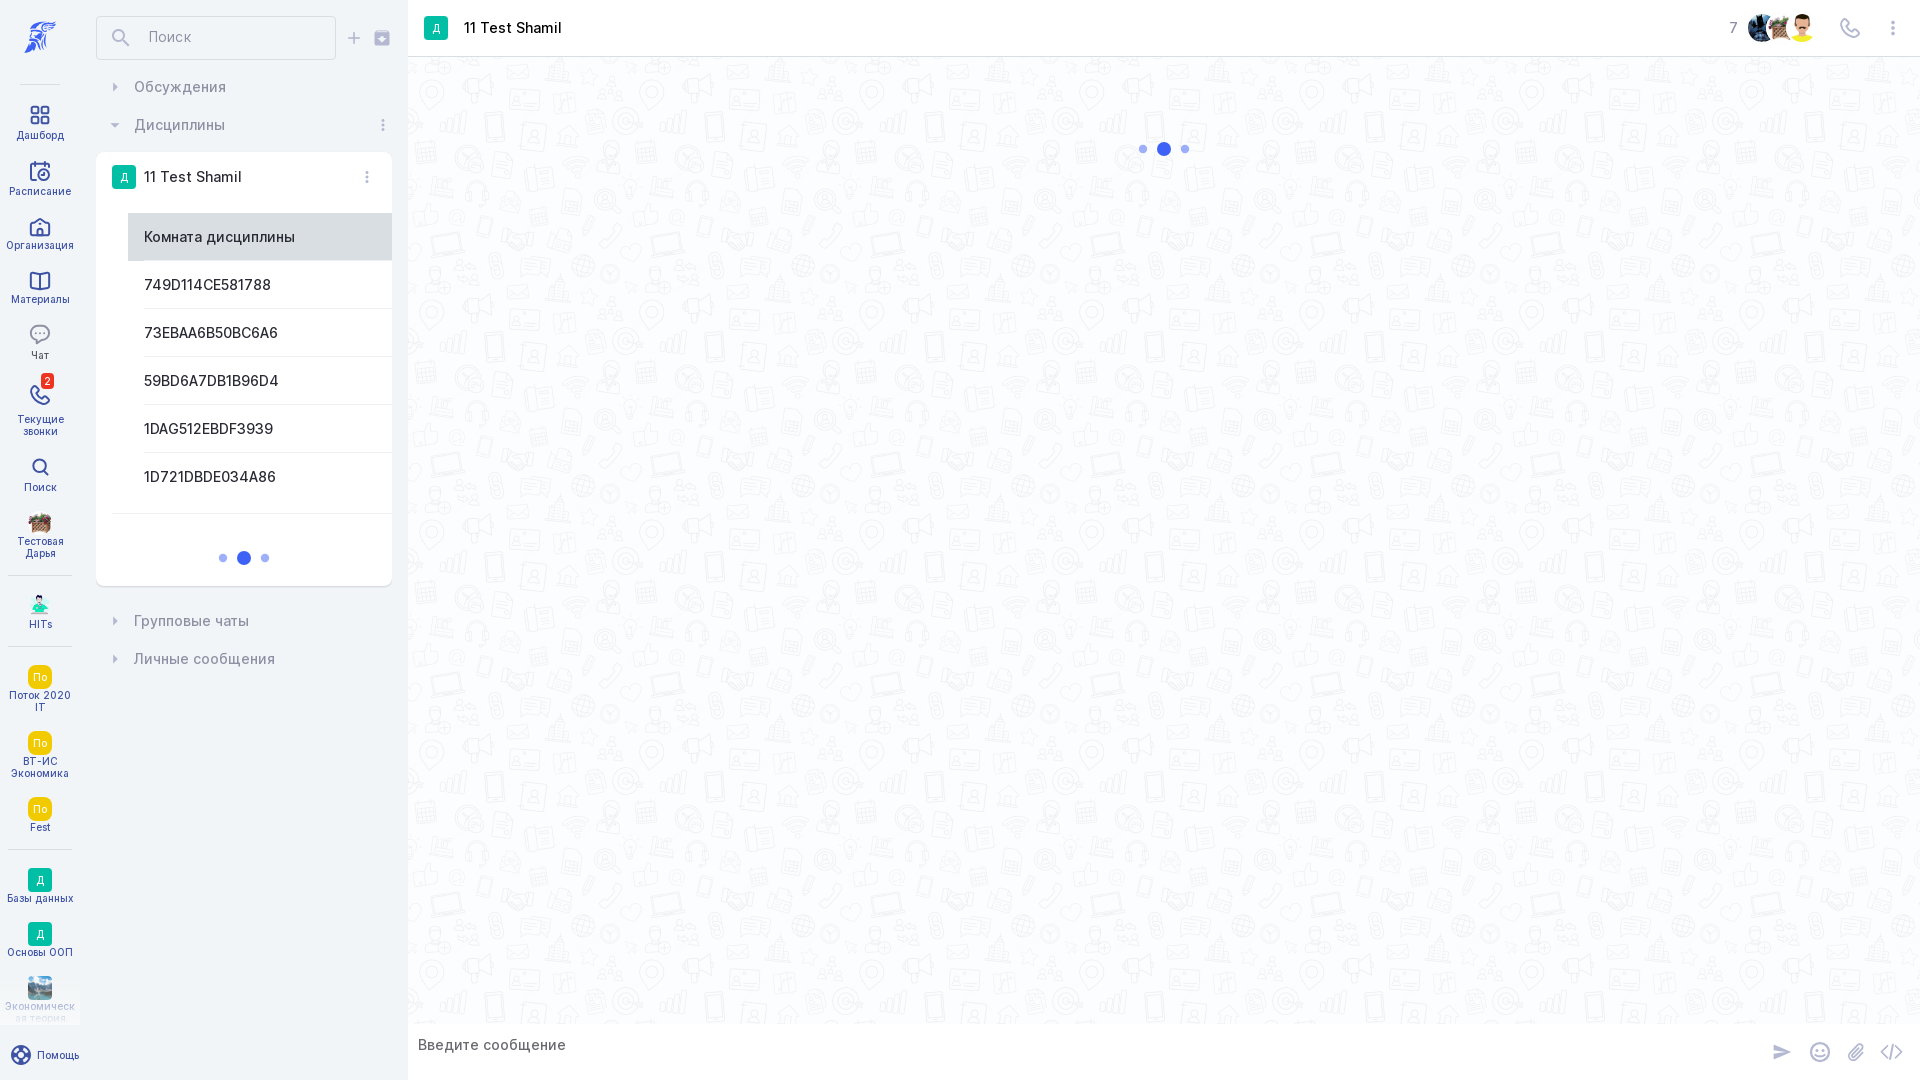 Дашборд
Расписание
Организация
Материалы
Чат
2
Текущие
звонки
Поиск
Тестовая
Дарья
HITs
По
Поток 2020
IT
По
ВТ-ИС
Экономика
По
Fest
Д
Базы данных
Д
Основы ООП
Экономическ
ая теория
Помощь
Поиск
Обсуждения
Дисциплины
Д
11 Test Shamil
Комната дисциплины
749D114CE581788
73EBAA6B50BC6A6
59BD6A7DB1B96D4
1DAG512EBDF3939
1D721DBDE034A86
Групповые чаты
Личные сообщения
Д
11 Test Shamil
7
Введите сообщение